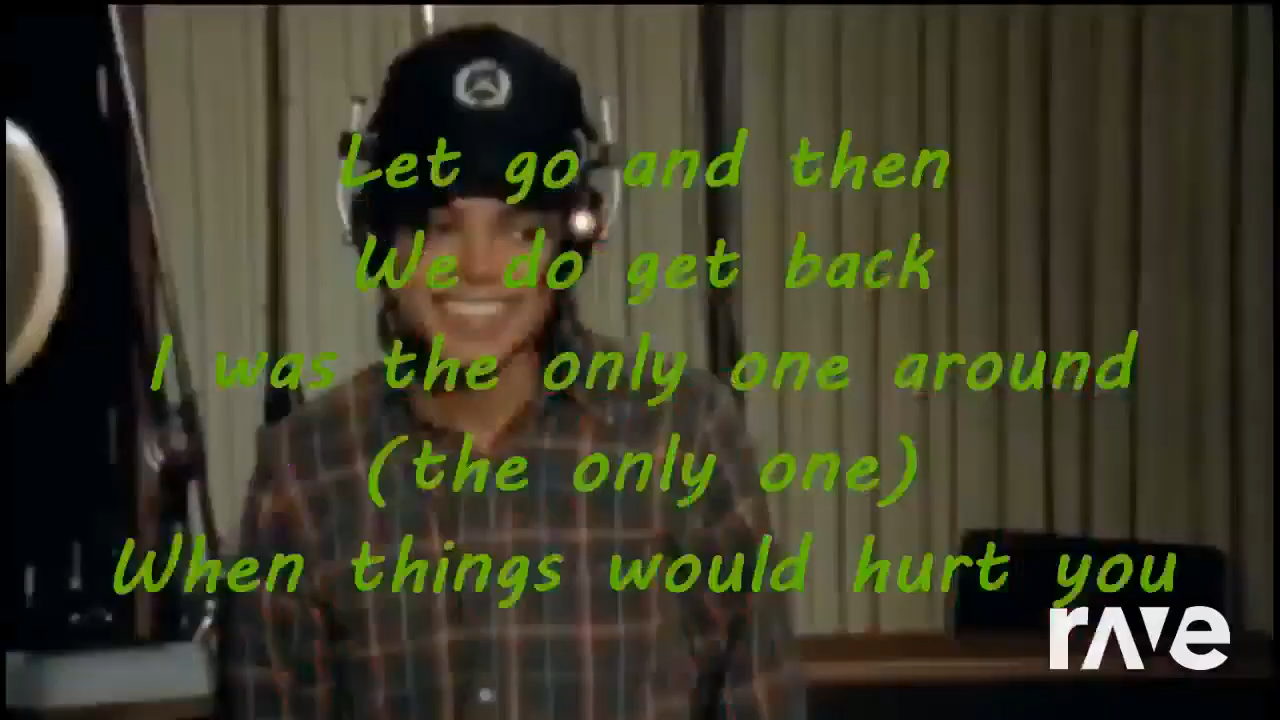 Let go and then
We do get back
I was the only one around
(the only one)
When things would hurt you
rave